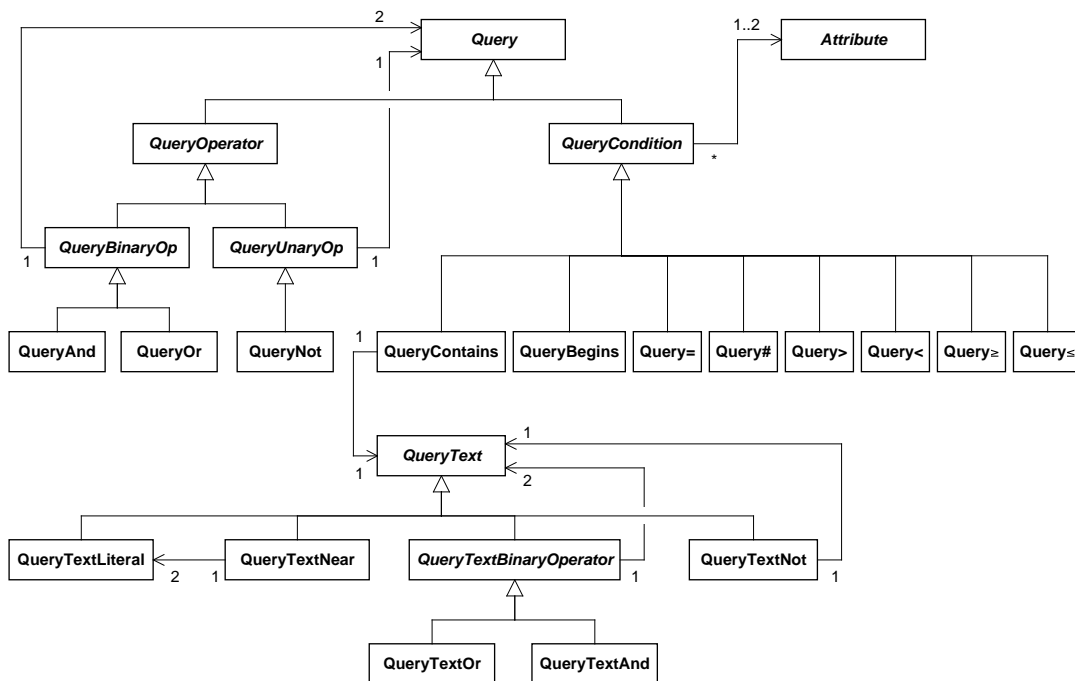 2
1..2
Query
Attribute
1
QueryOperator
QueryCondition
*
QueryBinaryOp
QueryUnaryOp
1
1
1
QueryAnd
QueryOr
QueryNot
QueryContains
QueryBegins
Query=
Query#
Query>
Query<
Query≥
Query≤
1
QueryText
1
2
QueryTextLiteral
QueryTextNear
QueryTextBinaryOperator
QueryTextNot
2
1
1
1
QueryTextOr
QueryTextAnd